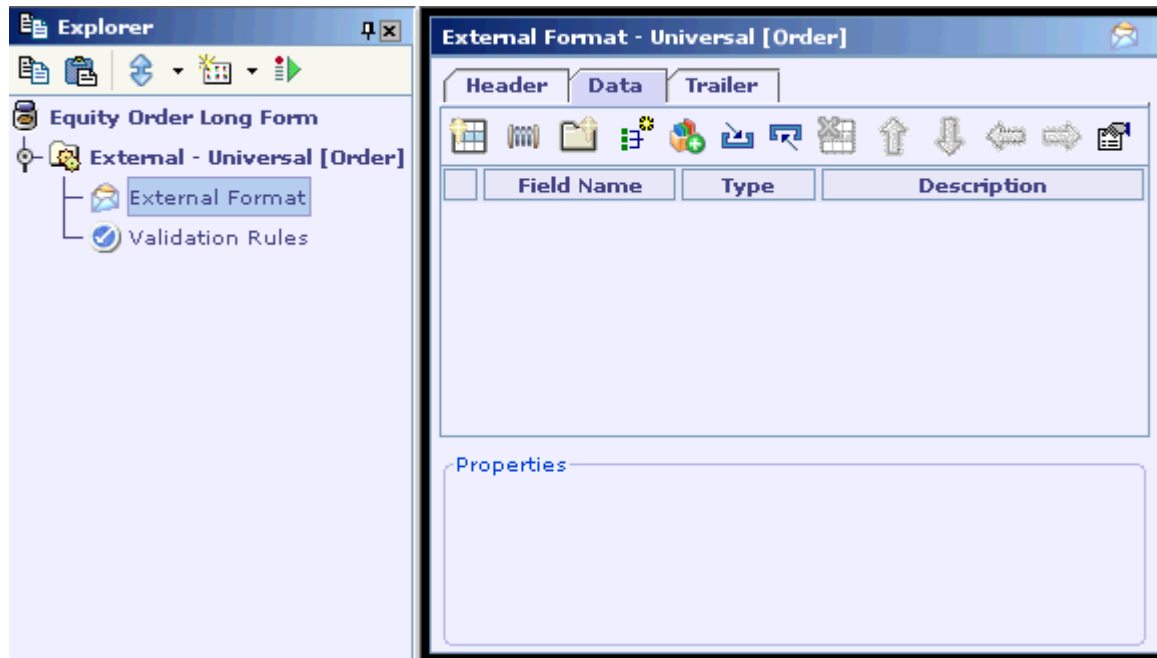 Explorer
Equity Order Long Form
External - Universal [Order]
External Format
Validation Rules
External Format - Universal [Order]
Header Data Trailer
Field Name Type Description
Properties